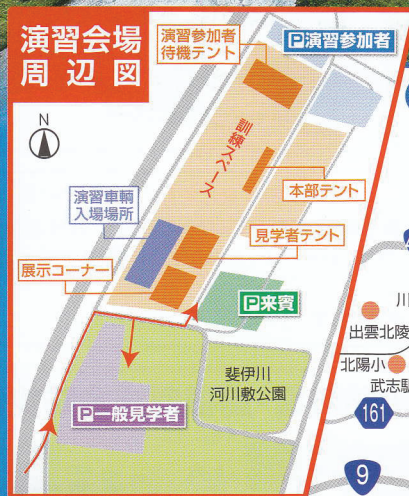 演習会場
周辺図
N
演習参加者
待機テント
P演習参加者
訓練スペース
本部テント
演習車輌
入場場所
見学者テント
展示コーナー
P来賓
斐伊川
河川敷公園
P一般見学者
川
出雲北陵
北陽小
武志駅
161
9